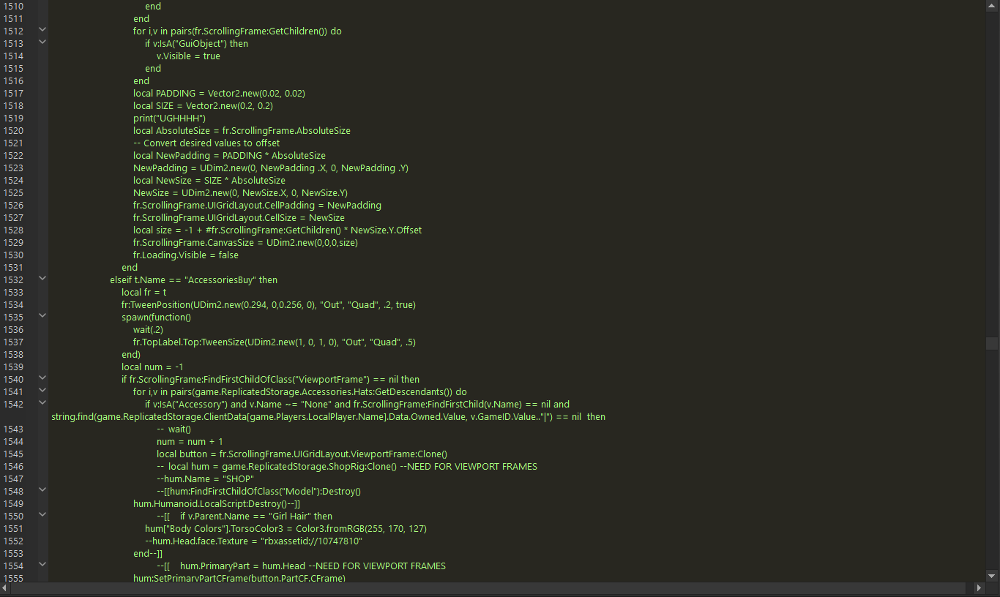 1510 end
1511 end
1512 for i,v in pairs(fr.ScrollingFrame:GetChildren()) do
1513 if v:IsA("GuiObject") then
1514 v.Visible = true
1515 end
1516 end
1517 local PADDING = Vector2.new(0.02, 0.02)
1518 local SIZE = Vector2.new(0.2, 0.2)
1519 print("UGHHHH")
1520 local AbsoluteSize = fr.ScrollingFrame.AbsoluteSize
1521 -- Convert desired values to offset
1522 local NewPadding = PADDING * AbsoluteSize
1523 NewPadding = UDim2.new(0, NewPadding .X, 0, NewPadding .Y)
1524 local NewSize = SIZE * AbsoluteSize
1525 NewSize = UDim2.new(0, NewSize.X, 0, NewSize.Y)
1526 fr.ScrollingFrame.UIGridLayout.CellPadding = NewPadding
1527 fr.ScrollingFrame.UIGridLayout.CellSize = NewSize
1528 local size = -1 + #fr.ScrollingFrame:GetChildren() * NewSize.Y.Offset
1529 fr.ScrollingFrame.CanvasSize = UDim2.new(0,0,0,size)
1530 fr.Loading.Visible = false
1531 end
1532 elseif t.Name == "AccessoriesBuy" then
1533 local fr = t
1534 fr:TweenPosition(UDim2.new(0.294, 0,0.256, 0), "Out", "Quad", .2, true)
1535 spawn(function()
1536 wait(.2)
1537 fr.TopLabel.Top:TweenSize(UDim2.new(1, 0, 1, 0), "Out", "Quad", .5)
1538 end)
1539 local num = -1
1540 if fr.ScrollingFrame:FindFirstChildOfClass("ViewportFrame") == nil then
1541 for i,v in pairs(game.ReplicatedStorage.Accessories.Hats:GetDescendants()) do
1542 if v:IsA("Accessory") and v.Name ~= "None" and fr.ScrollingFrame:FindFirstChild(v.Name) == nil and
string.find(game.ReplicatedStorage.ClientData[game.Players.LocalPlayer.Name].Data.Owned.Value, v.GameID.Value.."|") == nil then
1543 -- wait()
1544 num = num + 1
1545 local button = fr.ScrollingFrame.UIGridLayout.ViewportFrame:Clone()
1546 -- local hum = game.ReplicatedStorage.ShopRig:Clone() --NEED FOR VIEWPORT FRAMES
1547 --hum.Name = "SHOP"
1548 --[[hum:FindFirstChildOfClass("Model"):Destroy()
1549 hum.Humanoid.LocalScript:Destroy()--]]
1550 --[[ if v.Parent.Name == "Girl Hair" then
1551 hum["Body Colors"].TorsoColor3 = Color3.fromRGB(255, 170, 127)
1552 --hum.Head.face.Texture = "rbxassetid://10747810"
1553 end--]]
1554 --[[ hum.PrimaryPart = hum.Head --NEED FOR VIEWPORT FRAMES
1555 hum:SetPrimaryPartCFrame(button.PartCF.CFrame)